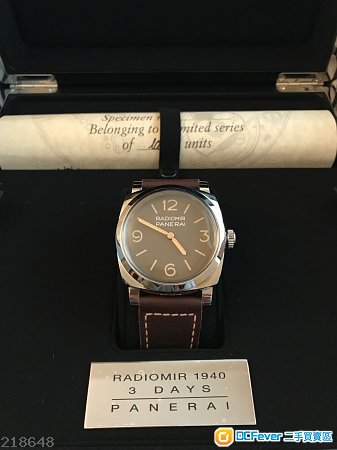 Specimen
Belonging to limited series
of units
12
9 3
6
RADIOMIR
PANERAI
RADIOMIR 1940
3 DAYS
PANERAI
218648
DCFever 二手買賣區